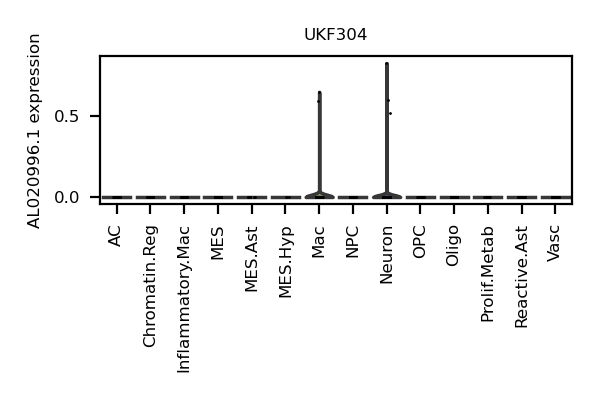 UKF304
AL020996.1 expression
0.5
0.0
AC
Chromatin.Reg
Inflammatory.Mac
MES
MES.Ast
MES.Hyp
Mac
NPC
Neuron
OPC
Oligo
Prolif.Metab
Reactive.Ast
Vasc